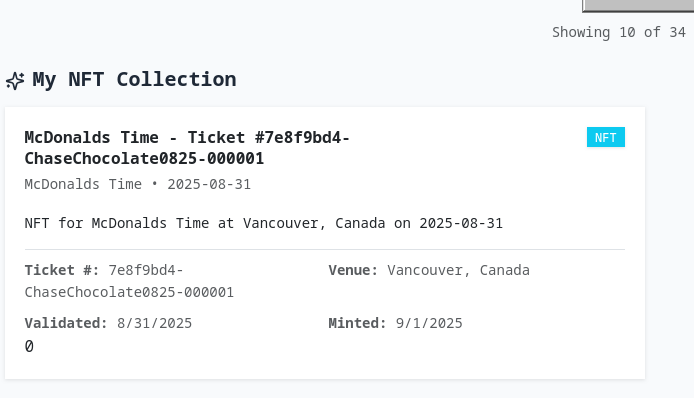 Showing 10 of 34
My NFT Collection
McDonalds Time - Ticket #7e8f9bd4-
ChaseChocolate0825-000001
NFT
McDonalds Time • 2025-08-31
NFT for McDonalds Time at Vancouver, Canada on 2025-08-31
Ticket #: 7e8f9bd4-
ChaseChocolate0825-000001
Venue: Vancouver, Canada
Validated: 8/31/2025
Minted: 9/1/2025
0